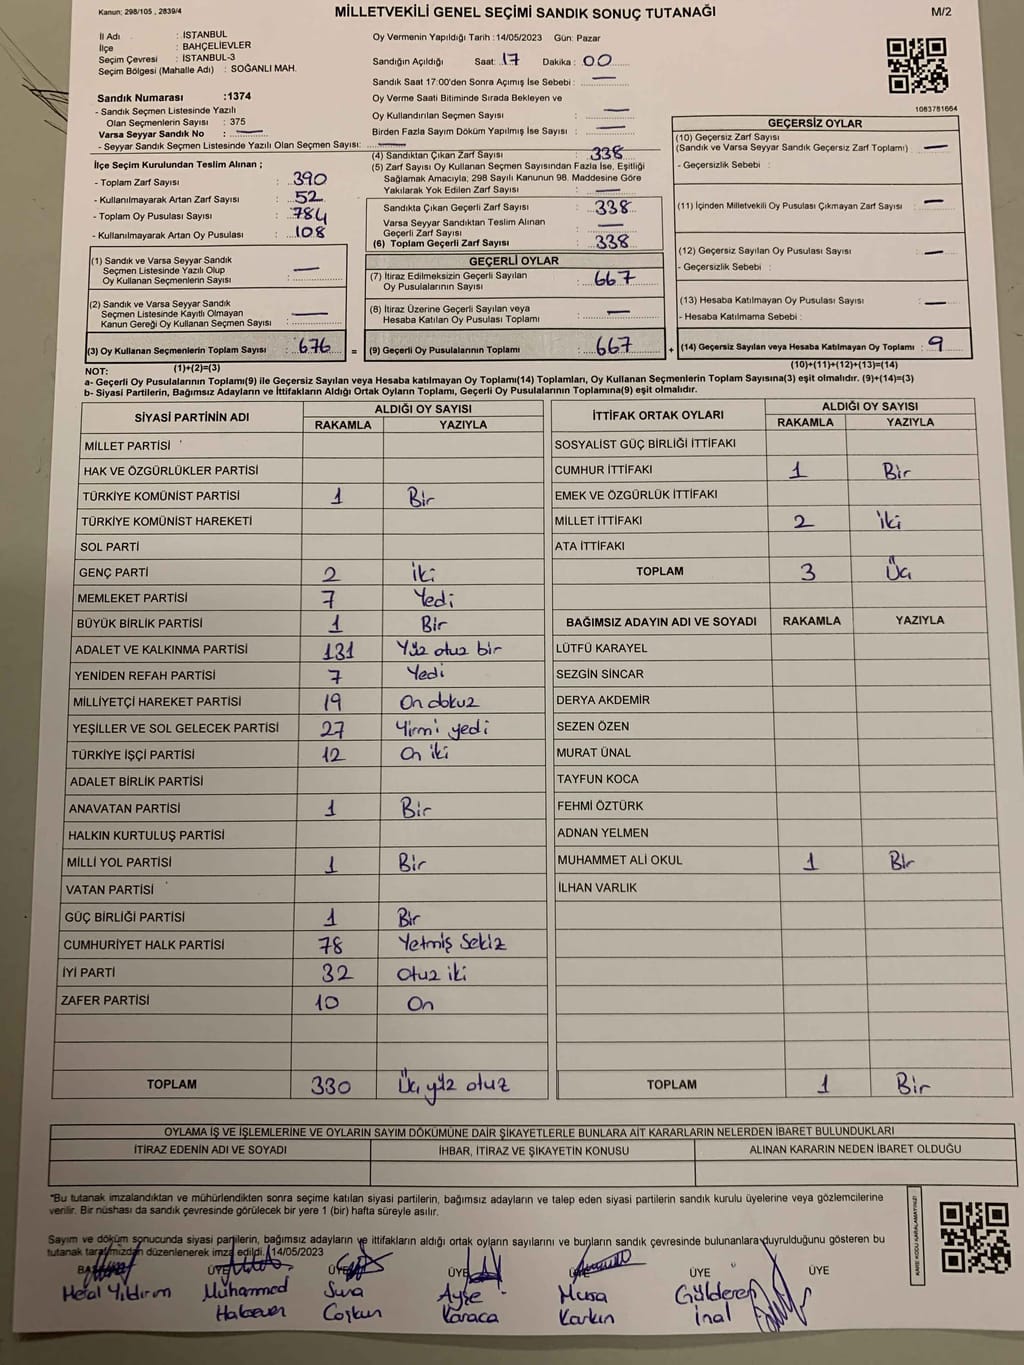 Kanun; 298/105 , 2839/4
MİLLETVEKİLİ GENEL SEÇİMİ SANDIK SONUÇ TUTANAĞI
M/2
İl Adı : İSTANBUL
İlçe : BAHÇELİEVLER
Seçim Çevresi : İSTANBUL-3
Seçim Bölgesi (Mahalle Adı) : SOĞANLI MAH.
Sandık Numarası :1374
- Sandık Seçmen Listesinde Yazılı
Olan Seçmenlerin Sayısı : 375
Varsa Seyyar Sandık No : —
- Seyyar Sandık Seçmen Listesinde Yazılı Olan Seçmen Sayısı: —
İlçe Seçim Kurulundan Teslim Alınan ;
- Toplam Zarf Sayısı : 390
- Kullanılmayarak Artan Zarf Sayısı : 52
- Toplam Oy Pusulası Sayısı : 784
- Kullanılmayarak Artan Oy Pusulası : 108
Oy Vermenin Yapıldığı Tarih :14/05/2023 Gün: Pazar
Sandığın Açıldığı Saat: 17 Dakika : 00
Sandık Saat 17:00'den Sonra Açımış İse Sebebi : —
Oy Verme Saati Bitiminde Sırada Bekleyen ve
Oy Kullandırılan Seçmen Sayısı : —
Birden Fazla Sayım Döküm Yapılmış İse Sayısı : —
(4) Sandıktan Çıkan Zarf Sayısı : 338
(5) Zarf Sayısı Oy Kullanan Seçmen Sayısından Fazla İse, Eşitliği
Sağlamak Amacıyla; 298 Sayılı Kanunun 98. Maddesine Göre
Yakılarak Yok Edilen Zarf Sayısı : —
Sandıkta Çıkan Geçerli Zarf Sayısı : 338
Varsa Seyyar Sandıktan Teslim Alınan
Geçerli Zarf Sayısı : —
(6) Toplam Geçerli Zarf Sayısı : 338
1083781664
GEÇERSİZ OYLAR
(10) Geçersiz Zarf Sayısı
(Sandık ve Varsa Seyyar Sandık Geçersiz Zarf Toplamı) : —
- Geçersizlik Sebebi :
(11) İçinden Milletvekili Oy Pusulası Çıkmayan Zarf Sayısı : —
(12) Geçersiz Sayılan Oy Pusulası Sayısı : —
- Geçersizlik Sebebi :
(13) Hesaba Katılmayan Oy Pusulası Sayısı : —
- Hesaba Katılmama Sebebi :
(1) Sandık ve Varsa Seyyar Sandık
Seçmen Listesinde Yazılı Olup
Oy Kullanan Seçmenlerin Sayısı : —
(2) Sandık ve Varsa Seyyar Sandık
Seçmen Listesinde Kayıtlı Olmayan
Kanun Gereği Oy Kullanan Seçmen Sayısı : —
GEÇERLİ OYLAR
(7) İtiraz Edilmeksizin Geçerli Sayılan
Oy Pusulalarının Sayısı : 667
(8) İtiraz Üzerine Geçerli Sayılan veya
Hesaba Katılan Oy Pusulası Toplamı : —
(3) Oy Kullanan Seçmenlerin Toplam Sayısı : 676 = (9) Geçerli Oy Pusulalarının Toplamı : 667 + (14) Geçersiz Sayılan veya Hesaba Katılmayan Oy Toplamı : 9
NOT: (1)+(2)=(3) (10)+(11)+(12)+(13)=(14)
a- Geçerli Oy Pusulalarının Toplamı(9) ile Geçersiz Sayılan veya Hesaba katılmayan Oy Toplamı(14) Toplamları, Oy Kullanan Seçmenlerin Toplam Sayısına(3) eşit olmalıdır. (9)+(14)=(3)
b- Siyasi Partilerin, Bağımsız Adayların ve İttifakların Aldığı Ortak Oyların Toplamı, Geçerli Oy Pusulalarının Toplamına(9) eşit olmalıdır.
SİYASİ PARTİNİN ADI ALDIĞI OY SAYISI
RAKAMLA YAZIYLA
MİLLET PARTİSİ
HAK VE ÖZGÜRLÜKLER PARTİSİ
TÜRKİYE KOMÜNİST PARTİSİ 1 Bir
TÜRKİYE KOMÜNİST HAREKETİ
SOL PARTİ
GENÇ PARTİ 2 İki
MEMLEKET PARTİSİ 7 Yedi
BÜYÜK BİRLİK PARTİSİ 1 Bir
ADALET VE KALKINMA PARTİSİ 131 Yüz otuz bir
YENİDEN REFAH PARTİSİ 7 Yedi
MİLLİYETÇİ HAREKET PARTİSİ 19 On dokuz
YEŞİLLER VE SOL GELECEK PARTİSİ 27 Yirmi yedi
TÜRKİYE İŞÇİ PARTİSİ 12 On iki
ADALET BİRLİK PARTİSİ
ANAVATAN PARTİSİ 1 Bir
HALKIN KURTULUŞ PARTİSİ
MİLLİ YOL PARTİSİ 1 Bir
VATAN PARTİSİ
GÜÇ BİRLİĞİ PARTİSİ 1 Bir
CUMHURİYET HALK PARTİSİ 78 Yetmiş Sekiz
İYİ PARTİ 32 Otuz iki
ZAFER PARTİSİ 10 On
TOPLAM 330 Üç yüz otuz
İTTİFAK ORTAK OYLARI ALDIĞI OY SAYISI
RAKAMLA YAZIYLA
SOSYALİST GÜÇ BİRLİĞİ İTTİFAKI
CUMHUR İTTİFAKI 1 Bir
EMEK VE ÖZGÜRLÜK İTTİFAKI
MİLLET İTTİFAKI 2 İki
ATA İTTİFAKI
TOPLAM 3 Üç
BAĞIMSIZ ADAYIN ADI VE SOYADI RAKAMLA YAZIYLA
LÜTFÜ KARAYEL
SEZGİN SİNCAR
DERYA AKDEMİR
SEZEN ÖZEN
MURAT ÜNAL
TAYFUN KOCA
FEHMİ ÖZTÜRK
ADNAN YELMEN
MUHAMMET ALİ OKUL 1 Bir
İLHAN VARLIK
TOPLAM 1 Bir
OYLAMA İŞ VE İŞLEMLERİNE VE OYLARIN SAYIM DÖKÜMÜNE DAİR ŞİKAYETLERLE BUNLARA AİT KARARLARIN NELERDEN İBARET BULUNDUKLARI
İTİRAZ EDENİN ADI VE SOYADI İHBAR, İTİRAZ VE ŞİKAYETİN KONUSU ALINAN KARARIN NEDEN İBARET OLDUĞU
"Bu tutanak imzalandıktan ve mühürlendikten sonra seçime katılan siyasi partilerin, bağımsız adayların ve talep eden siyasi partilerin sandık kurulu üyelerine veya gözlemcilerine
verilir. Bir nüshası da sandık çevresinde görülecek bir yere 1 (bir) hafta süreyle asılır.
Sayım ve döküm sonucunda siyasi partilerin, bağımsız adayların ve ittifakların aldığı ortak oyların sayılarını ve bunların sandık çevresinde bulunanlara duyrulduğunu gösteren bu
tutanak tarafımızdan düzenlenerek imza edildi. 14/05/2023
ÜYE ÜYE ÜYE ÜYE
Yıldırım Mühammed Suna Ayşe Musa Gülderen
Coşkun Karaca Karkın İnal